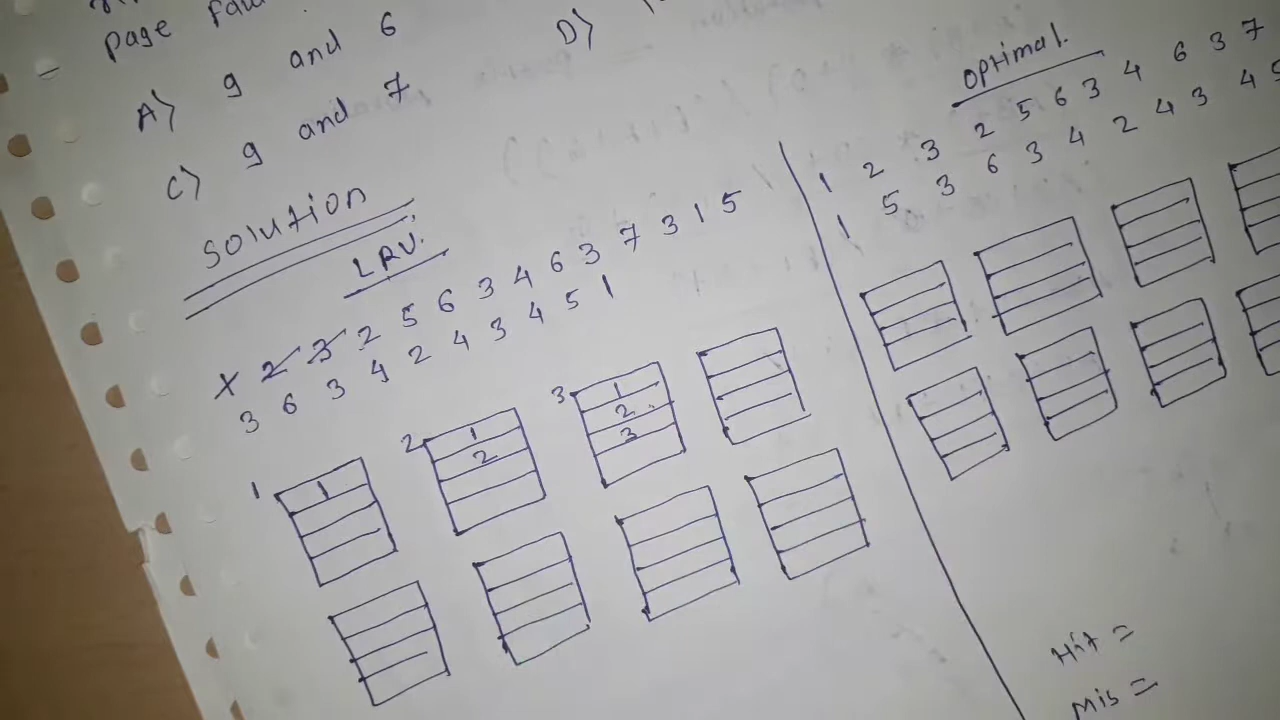 page fau
A) 9 and 6
D)
C) 9 and 7
Solution
LRU.
1 2 3 2 5 6 3 4 6 3 7 3 1 5
3 6 3 4 2 4 3 4 5 1
1 1
2 1
2
3 1
2
3
optimal.
1 2 3 2 5 6 3 4 6 3 7
1 5 3 6 3 4 2 4 3 4 5
Hit =
Mis =